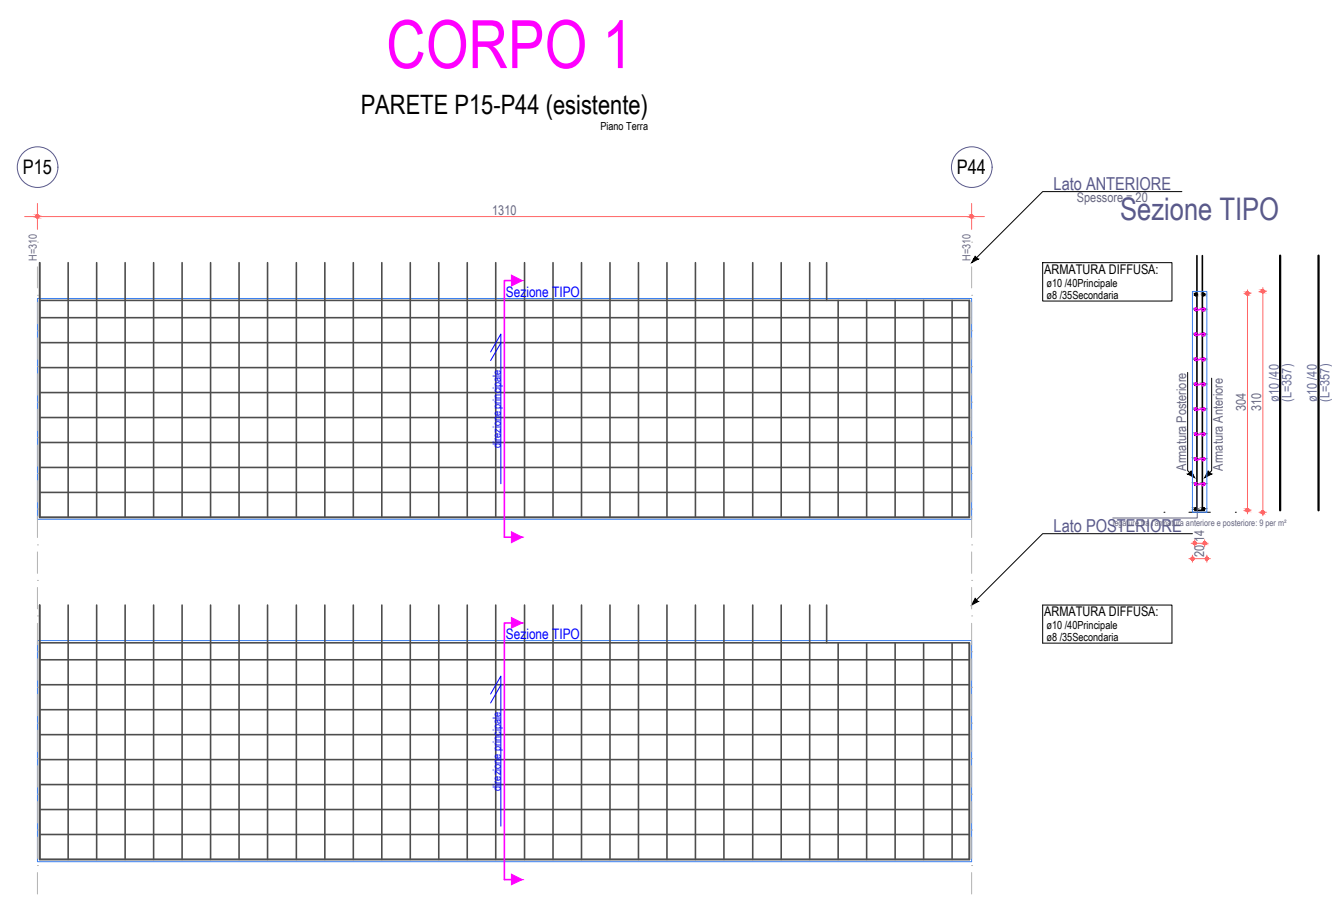 CORPO 1
PARETE P15-P44 (esistente)
Piano Terra
P15
P44
1310
H=310
H=310
Lato ANTERIORE
Spessore = 20
Sezione TIPO
ARMATURA DIFFUSA:
ø10 /40Principale
ø8 /35Secondaria
Sezione TIPO
direzione principale
Armatura Posteriore
Armatura Anteriore
304
310
ø10 /40
(L=357)
ø10 /40
(L=357)
armatura anteriore e posteriore: 9 per m²
14
20
Lato POSTERIORE
ARMATURA DIFFUSA:
ø10 /40Principale
ø8 /35Secondaria
Sezione TIPO
direzione principale